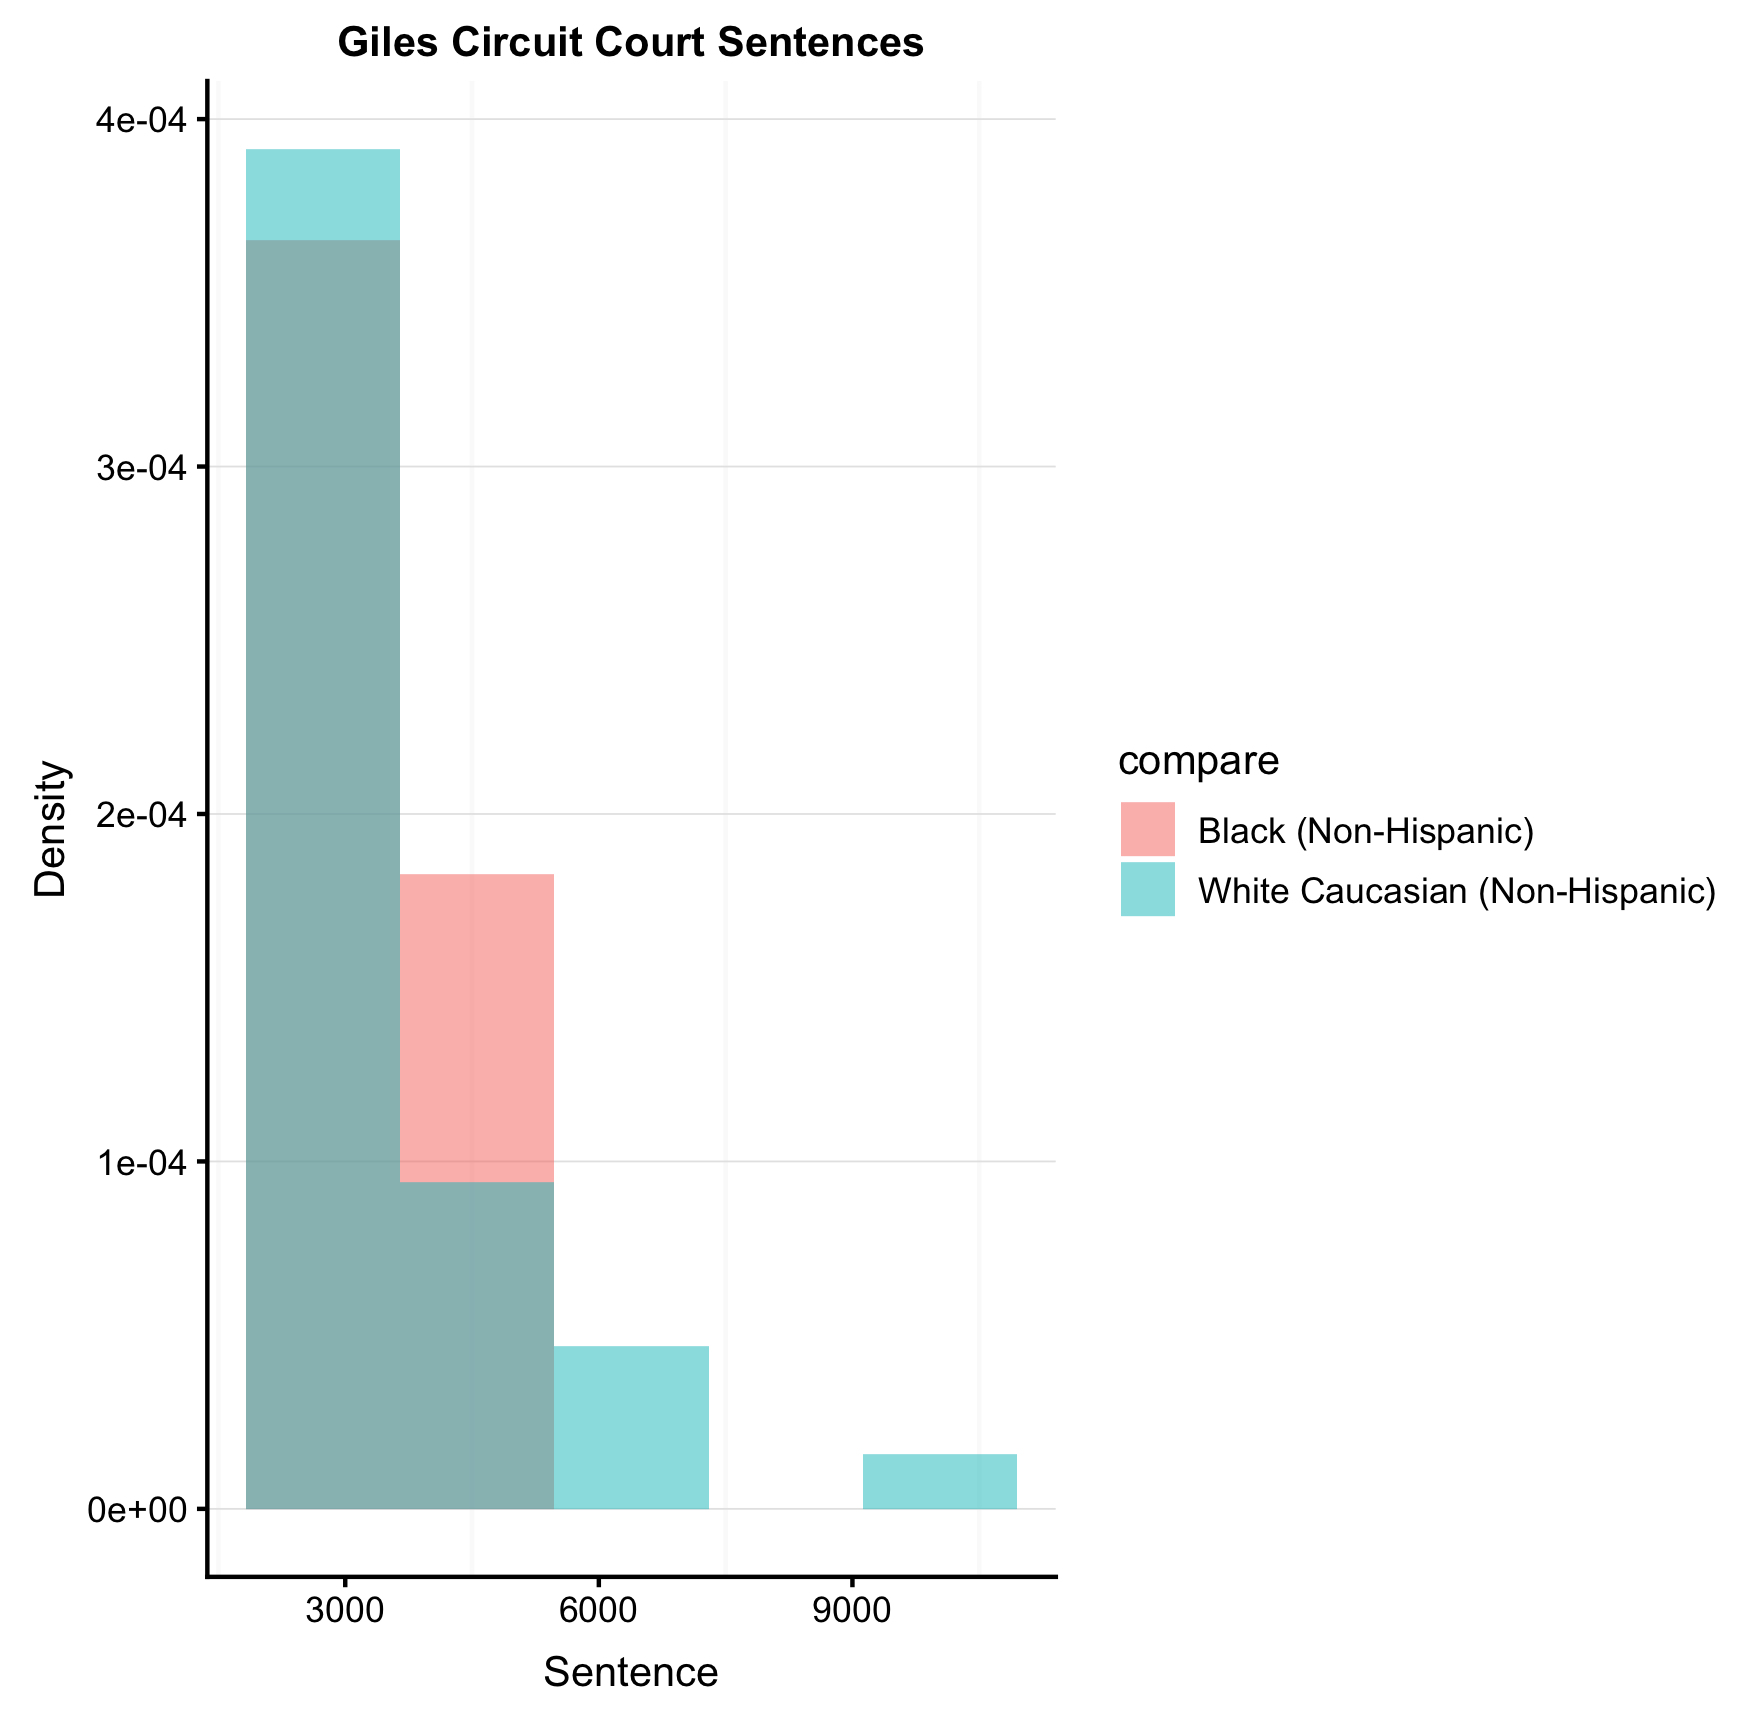 Giles Circuit Court Sentences
4e-04
3e-04
2e-04
1e-04
0e+00
Density
3000 6000 9000
Sentence
compare
Black (Non-Hispanic)
White Caucasian (Non-Hispanic)